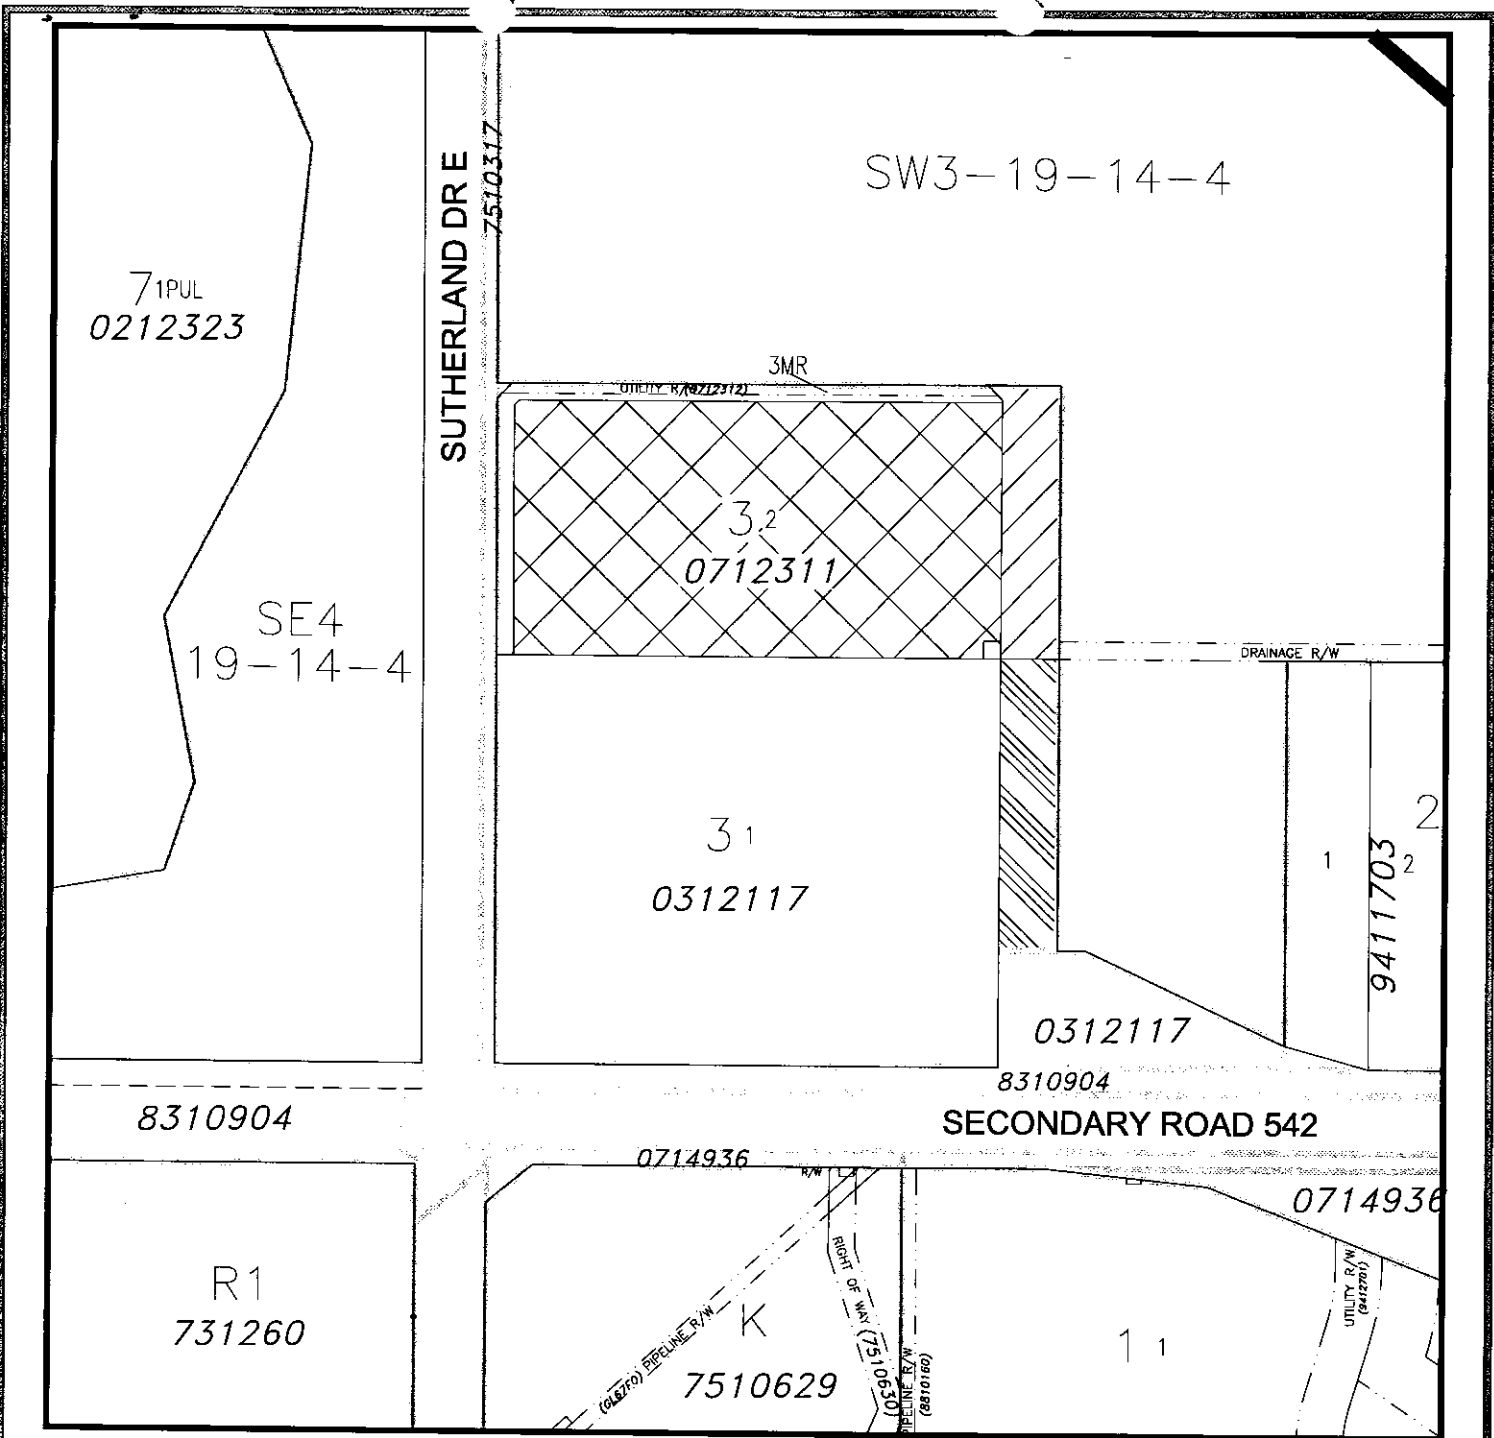 SW3-19-14-4
7510317
SUTHERLAND DR E
7 1PUL
0212323
3MR
UTILITY R/W (0712312)
3 2
0712311
SE4
19-14-4
DRAINAGE R/W
3 1
0312117
2
1
2
9411703
0312117
8310904
8310904
SECONDARY ROAD 542
0714936
R/W
0714936
R1
731260
K
7510629
PIPELINE R/W
RIGHT OF WAY (7510630)
PIPELINE R/W
(8810160)
1 1
UTILITY R/W
(9412701)